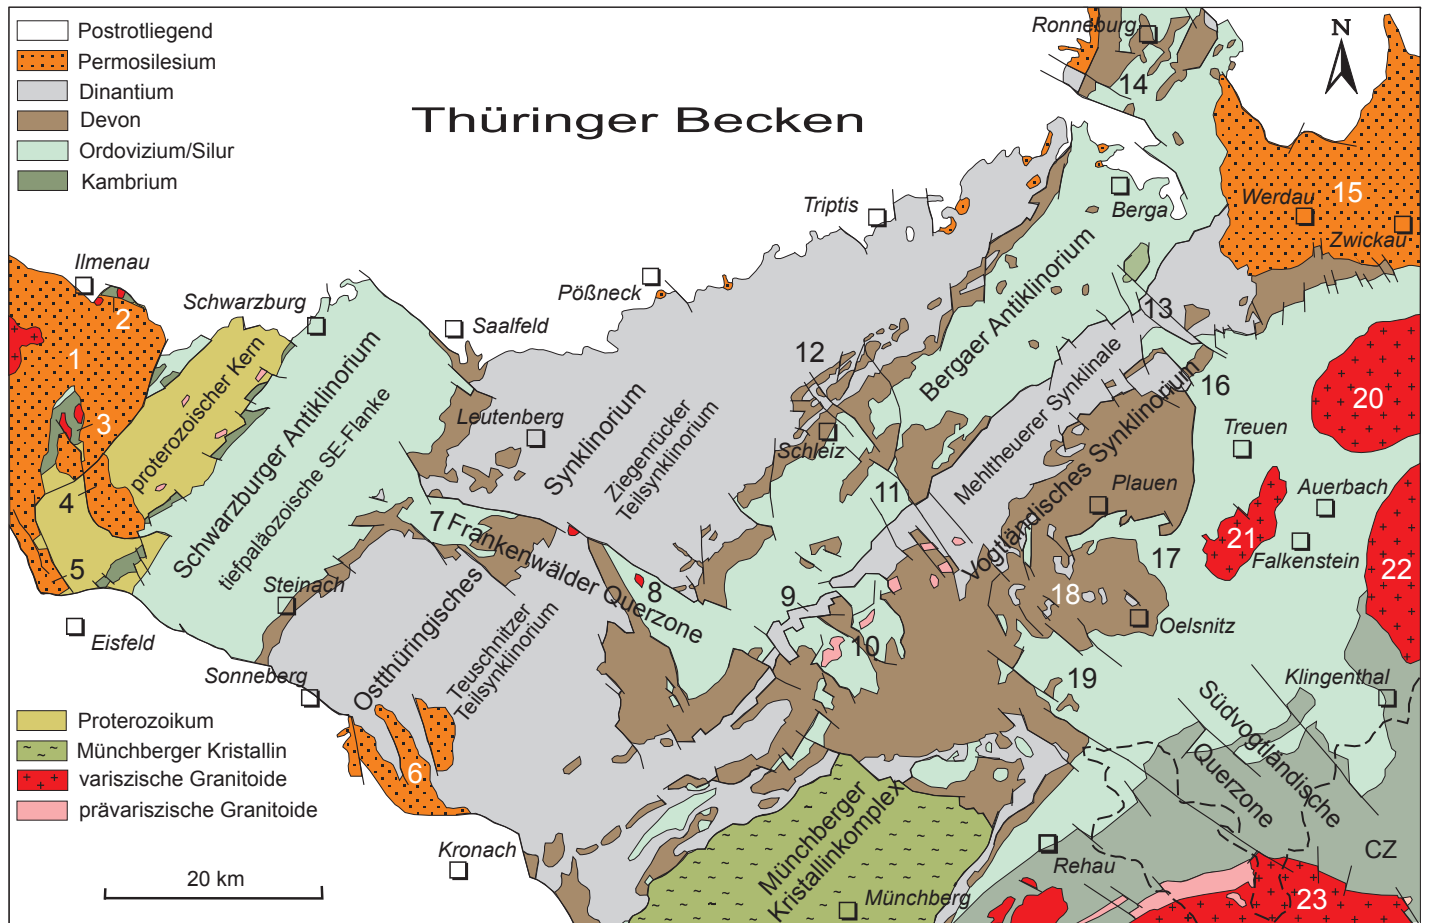 Postrotliegend
Permosilesium
Dinantium
Devon
Ordovizium/Silur
Kambrium
Thüringer Becken
N
Ronneburg
14
15
Werdau
Zwickau
Berga
Triptis
Ilmenau
Schwarzburg
Pößneck
Saalfeld
1
2
3
4
5
proterozoischer Kern
Schwarzburger Antiklinorium
tiefpaläozoische SE-Flanke
Leutenberg
Synklinorium
Ziegenrücker
Teilsynklinorium
12
Schleiz
Bergaer Antiklinorium
13
Mehltheuerer Synklinale
Vogtländisches Synklinorium
16
20
Treuen
Plauen
11
Auerbach
21
Falkenstein
22
17
18
Oelsnitz
7
Frankenwälder Querzone
8
9
10
Steinach
Eisfeld
Sonneberg
Ostthüringisches
Teuschnitzer
Teilsynklinorium
6
19
Klingenthal
Südvogtländische
Querzone
CZ
Proterozoikum
Münchberger Kristallin
variszische Granitoide
prävariszische Granitoide
20 km
Kronach
Münchberger
Kristallinkomplex
Münchberg
Rehau
23